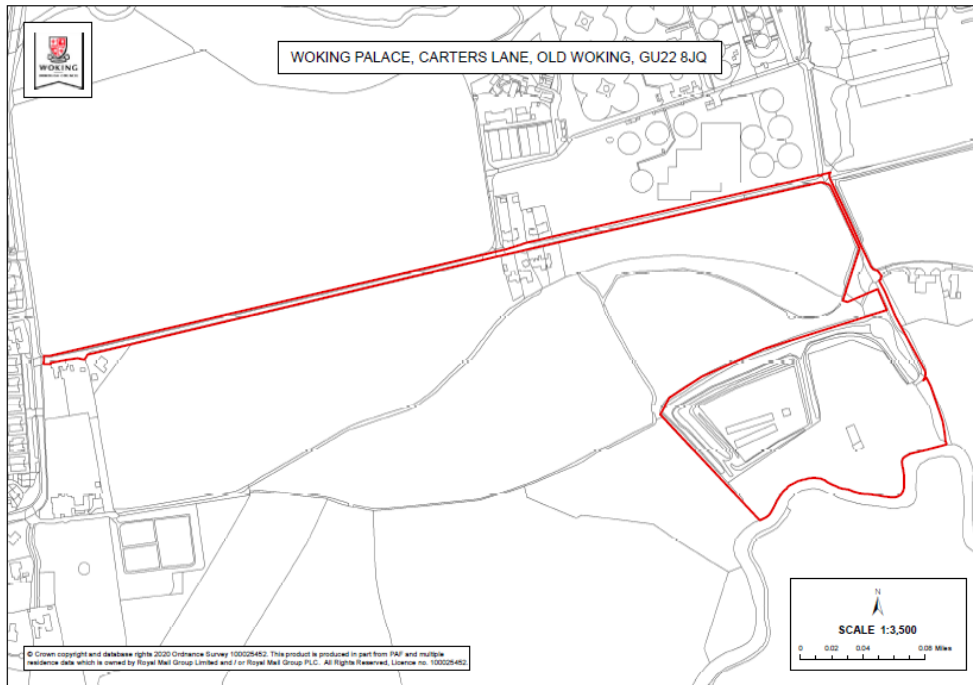 WOKING
BOROUGH COUNCIL
WOKING PALACE, CARTERS LANE, OLD WOKING, GU22 8JQ
N
SCALE 1:3,500
0 0.02 0.04 0.08 Miles
© Crown copyright and database rights 2020 Ordnance Survey 100025452. This product is produced in part from PAF and multiple
residence data which is owned by Royal Mail Group Limited and / or Royal Mail Group PLC. All Rights Reserved, Licence no. 100025452.